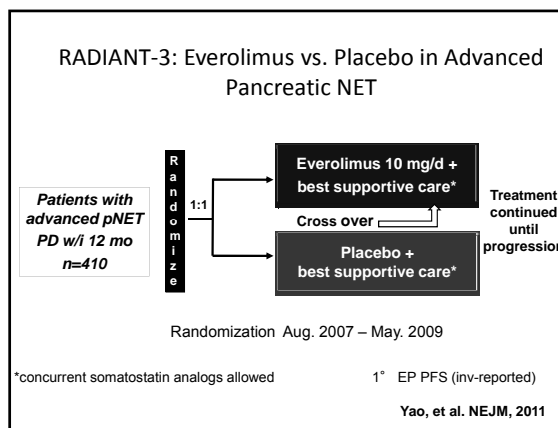 RADIANT-3: Everolimus vs. Placebo in Advanced
Pancreatic NET
Patients with
advanced pNET
PD w/i 12 mo
n=410
Randomize
1:1
Everolimus 10 mg/d +
best supportive care*
Cross over
Placebo +
best supportive care*
Treatment
continued
until
progression
Randomization Aug. 2007 – May. 2009
*concurrent somatostatin analogs allowed
1° EP PFS (inv-reported)
Yao, et al. NEJM, 2011